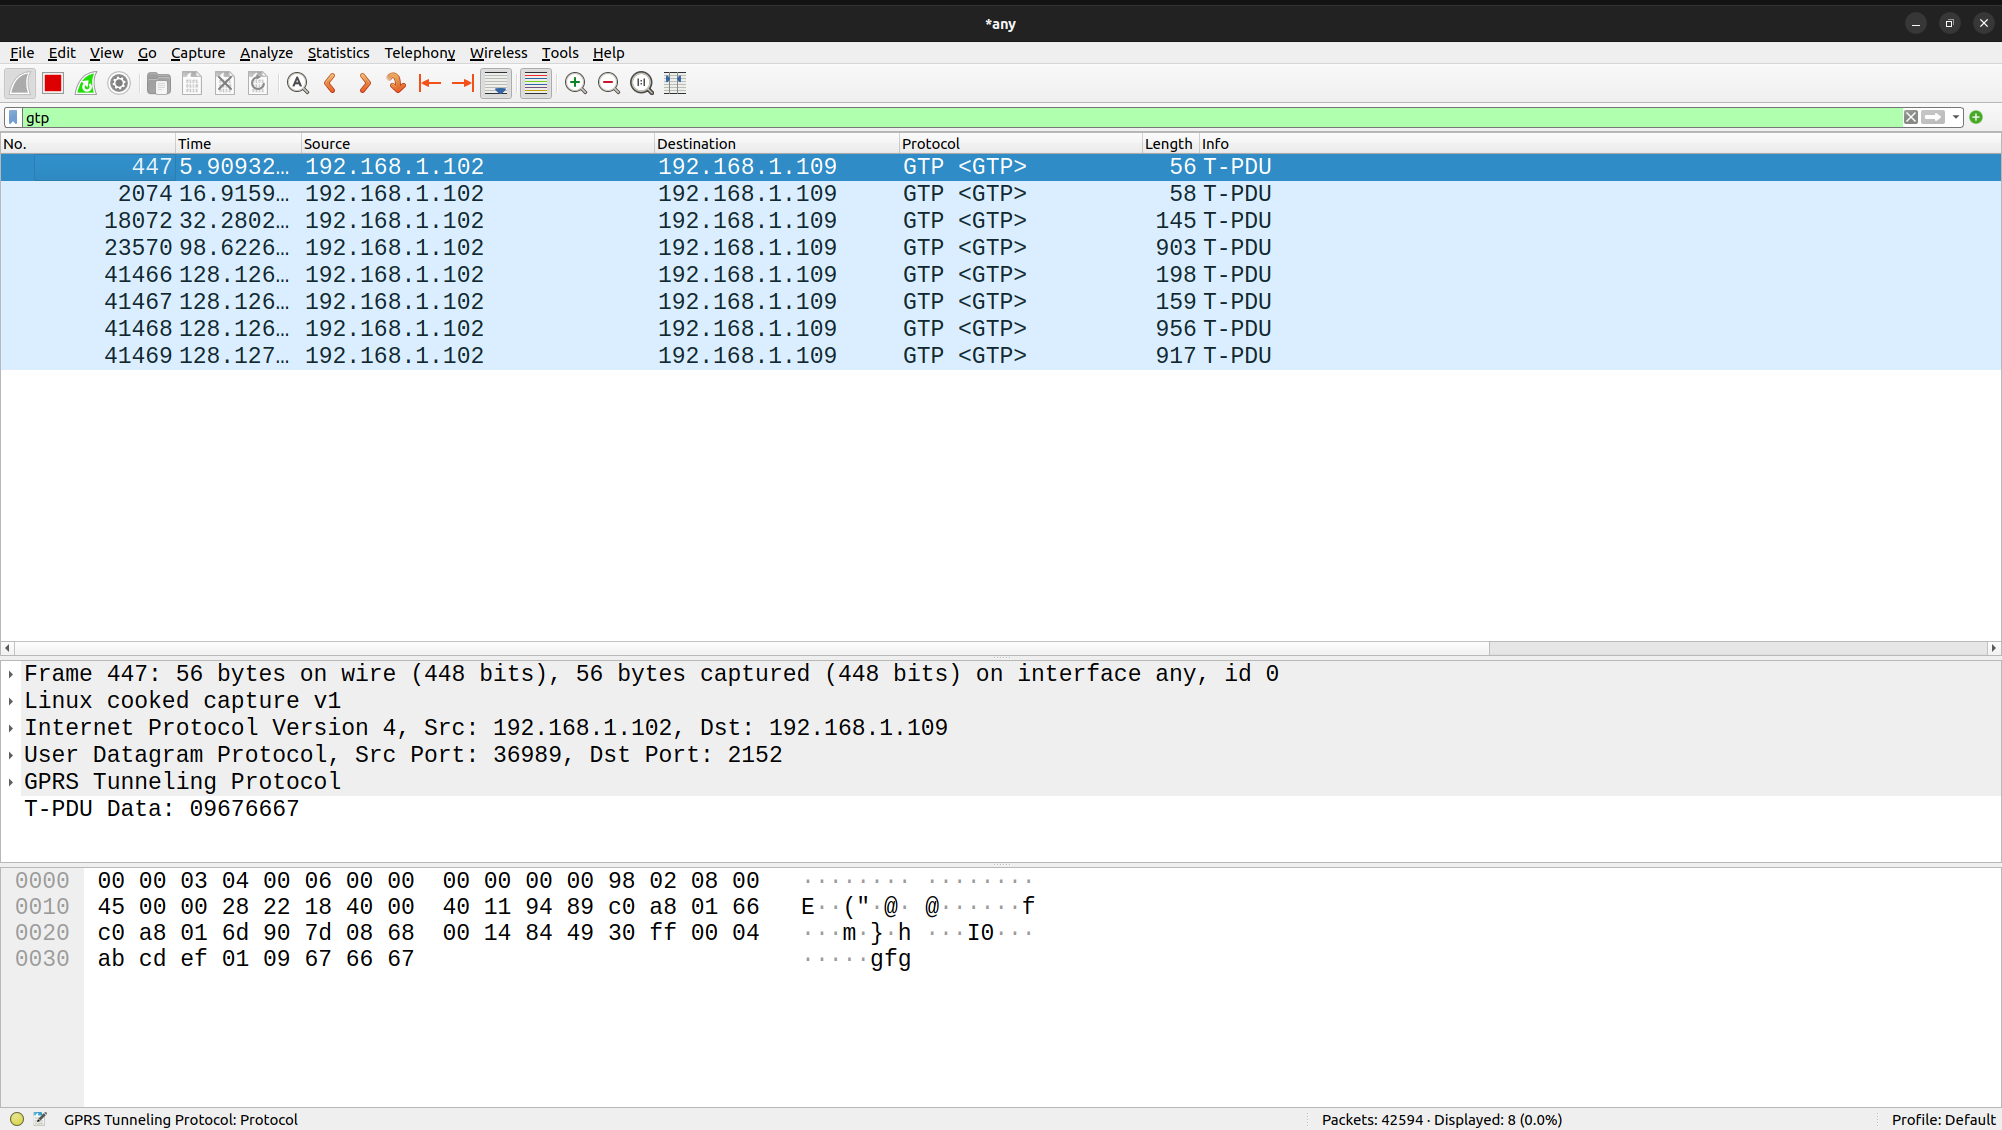 *any
File Edit View Go Capture Analyze Statistics Telephony Wireless Tools Help
gtp
No. Time Source Destination Protocol Length Info
447 5.90932… 192.168.1.102 192.168.1.109 GTP <GTP> 56 T-PDU
2074 16.9159… 192.168.1.102 192.168.1.109 GTP <GTP> 58 T-PDU
18072 32.2802… 192.168.1.102 192.168.1.109 GTP <GTP> 145 T-PDU
23570 98.6226… 192.168.1.102 192.168.1.109 GTP <GTP> 903 T-PDU
41466 128.126… 192.168.1.102 192.168.1.109 GTP <GTP> 198 T-PDU
41467 128.126… 192.168.1.102 192.168.1.109 GTP <GTP> 159 T-PDU
41468 128.126… 192.168.1.102 192.168.1.109 GTP <GTP> 956 T-PDU
41469 128.127… 192.168.1.102 192.168.1.109 GTP <GTP> 917 T-PDU
Frame 447: 56 bytes on wire (448 bits), 56 bytes captured (448 bits) on interface any, id 0
Linux cooked capture v1
Internet Protocol Version 4, Src: 192.168.1.102, Dst: 192.168.1.109
User Datagram Protocol, Src Port: 36989, Dst Port: 2152
GPRS Tunneling Protocol
T-PDU Data: 09676667
0000 00 00 03 04 00 06 00 00 00 00 00 00 98 02 08 00 ········ ········
0010 45 00 00 28 22 18 40 00 40 11 94 89 c0 a8 01 66 E··("·@· @······f
0020 c0 a8 01 6d 90 7d 08 68 00 14 84 49 30 ff 00 04 ···m·}·h ···I0···
0030 ab cd ef 01 09 67 66 67 ·····gfg
GPRS Tunneling Protocol: Protocol Packets: 42594 · Displayed: 8 (0.0%) Profile: Default